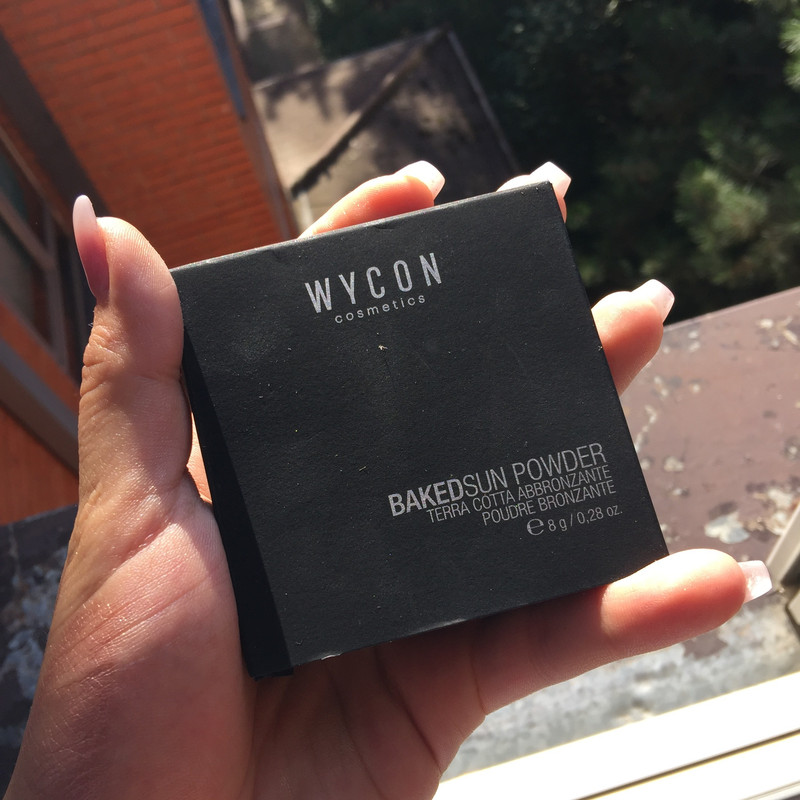 WYCON
cosmetics
BAKEDSUN POWDER
TERRA COTTA ABBRONZANTE
POUDRE BRONZANTE
℮ 8 g / 0,28 oz.